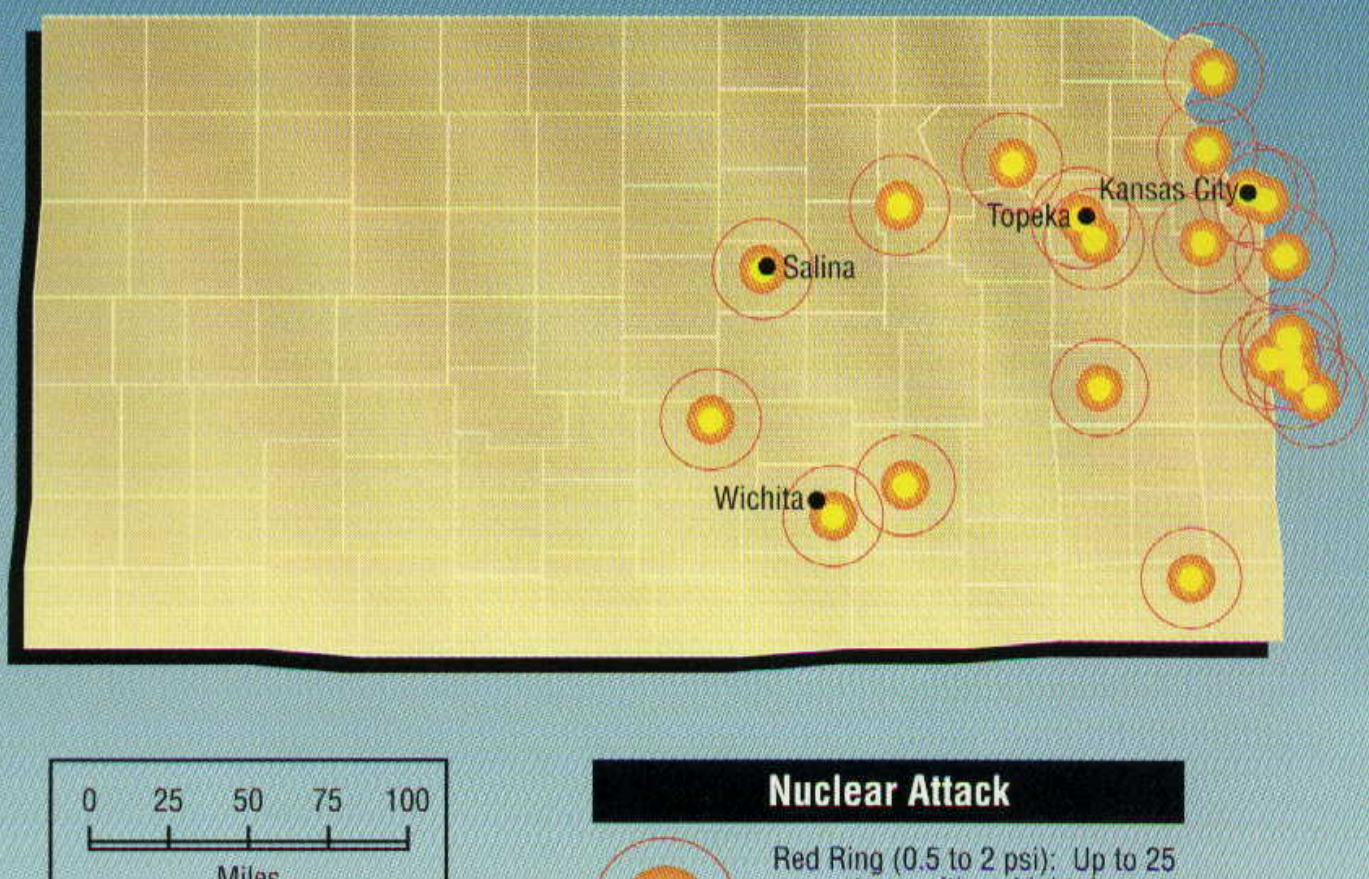 Kansas City
Topeka
Salina
Wichita
0 25 50 75 100
Miles
Nuclear Attack
Red Ring (0.5 to 2 psi): Up to 25